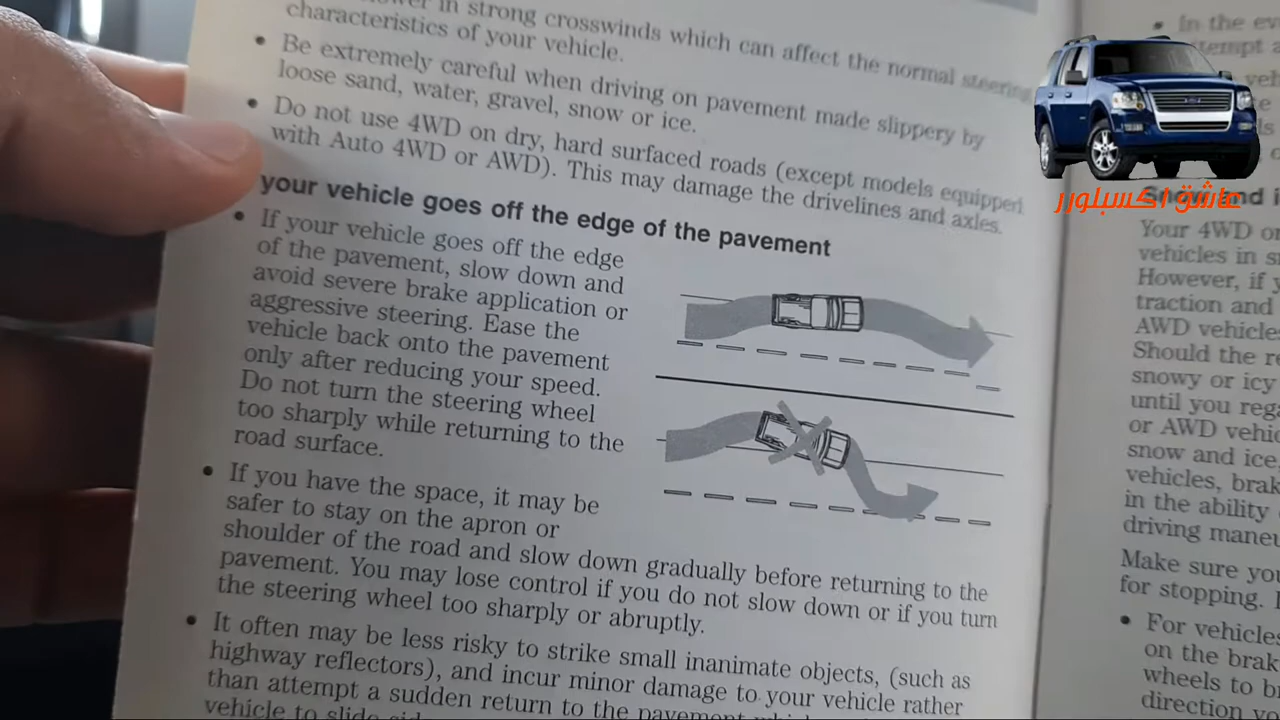 in strong crosswinds which can affect the normal steering
characteristics of your vehicle.
• Be extremely careful when driving on pavement made slippery by
loose sand, water, gravel, snow or ice.
• Do not use 4WD on dry, hard surfaced roads (except models equipped
with Auto 4WD or AWD). This may damage the drivelines and axles.
your vehicle goes off the edge of the pavement
• If your vehicle goes off the edge
of the pavement, slow down and
avoid severe brake application or
aggressive steering. Ease the
vehicle back onto the pavement
only after reducing your speed.
Do not turn the steering wheel
too sharply while returning to the
road surface.
• If you have the space, it may be
safer to stay on the apron or
shoulder of the road and slow down gradually before returning to the
pavement. You may lose control if you do not slow down or if you turn
the steering wheel too sharply or abruptly.
• It often may be less risky to strike small inanimate objects, (such as
highway reflectors), and incur minor damage to your vehicle rather
than attempt a sudden return to the pavement
vehicle to slide
• In the
عاشق اكسبلورر
Snow and
Your 4WD or
vehicles in
However, if
traction and
AWD vehicle
Should the
snowy or icy
until you
or AWD
snow and ice.
vehicles,
in the ability
driving
Make sure you
for stopping.
• For vehicles
on the
wheels to
direction